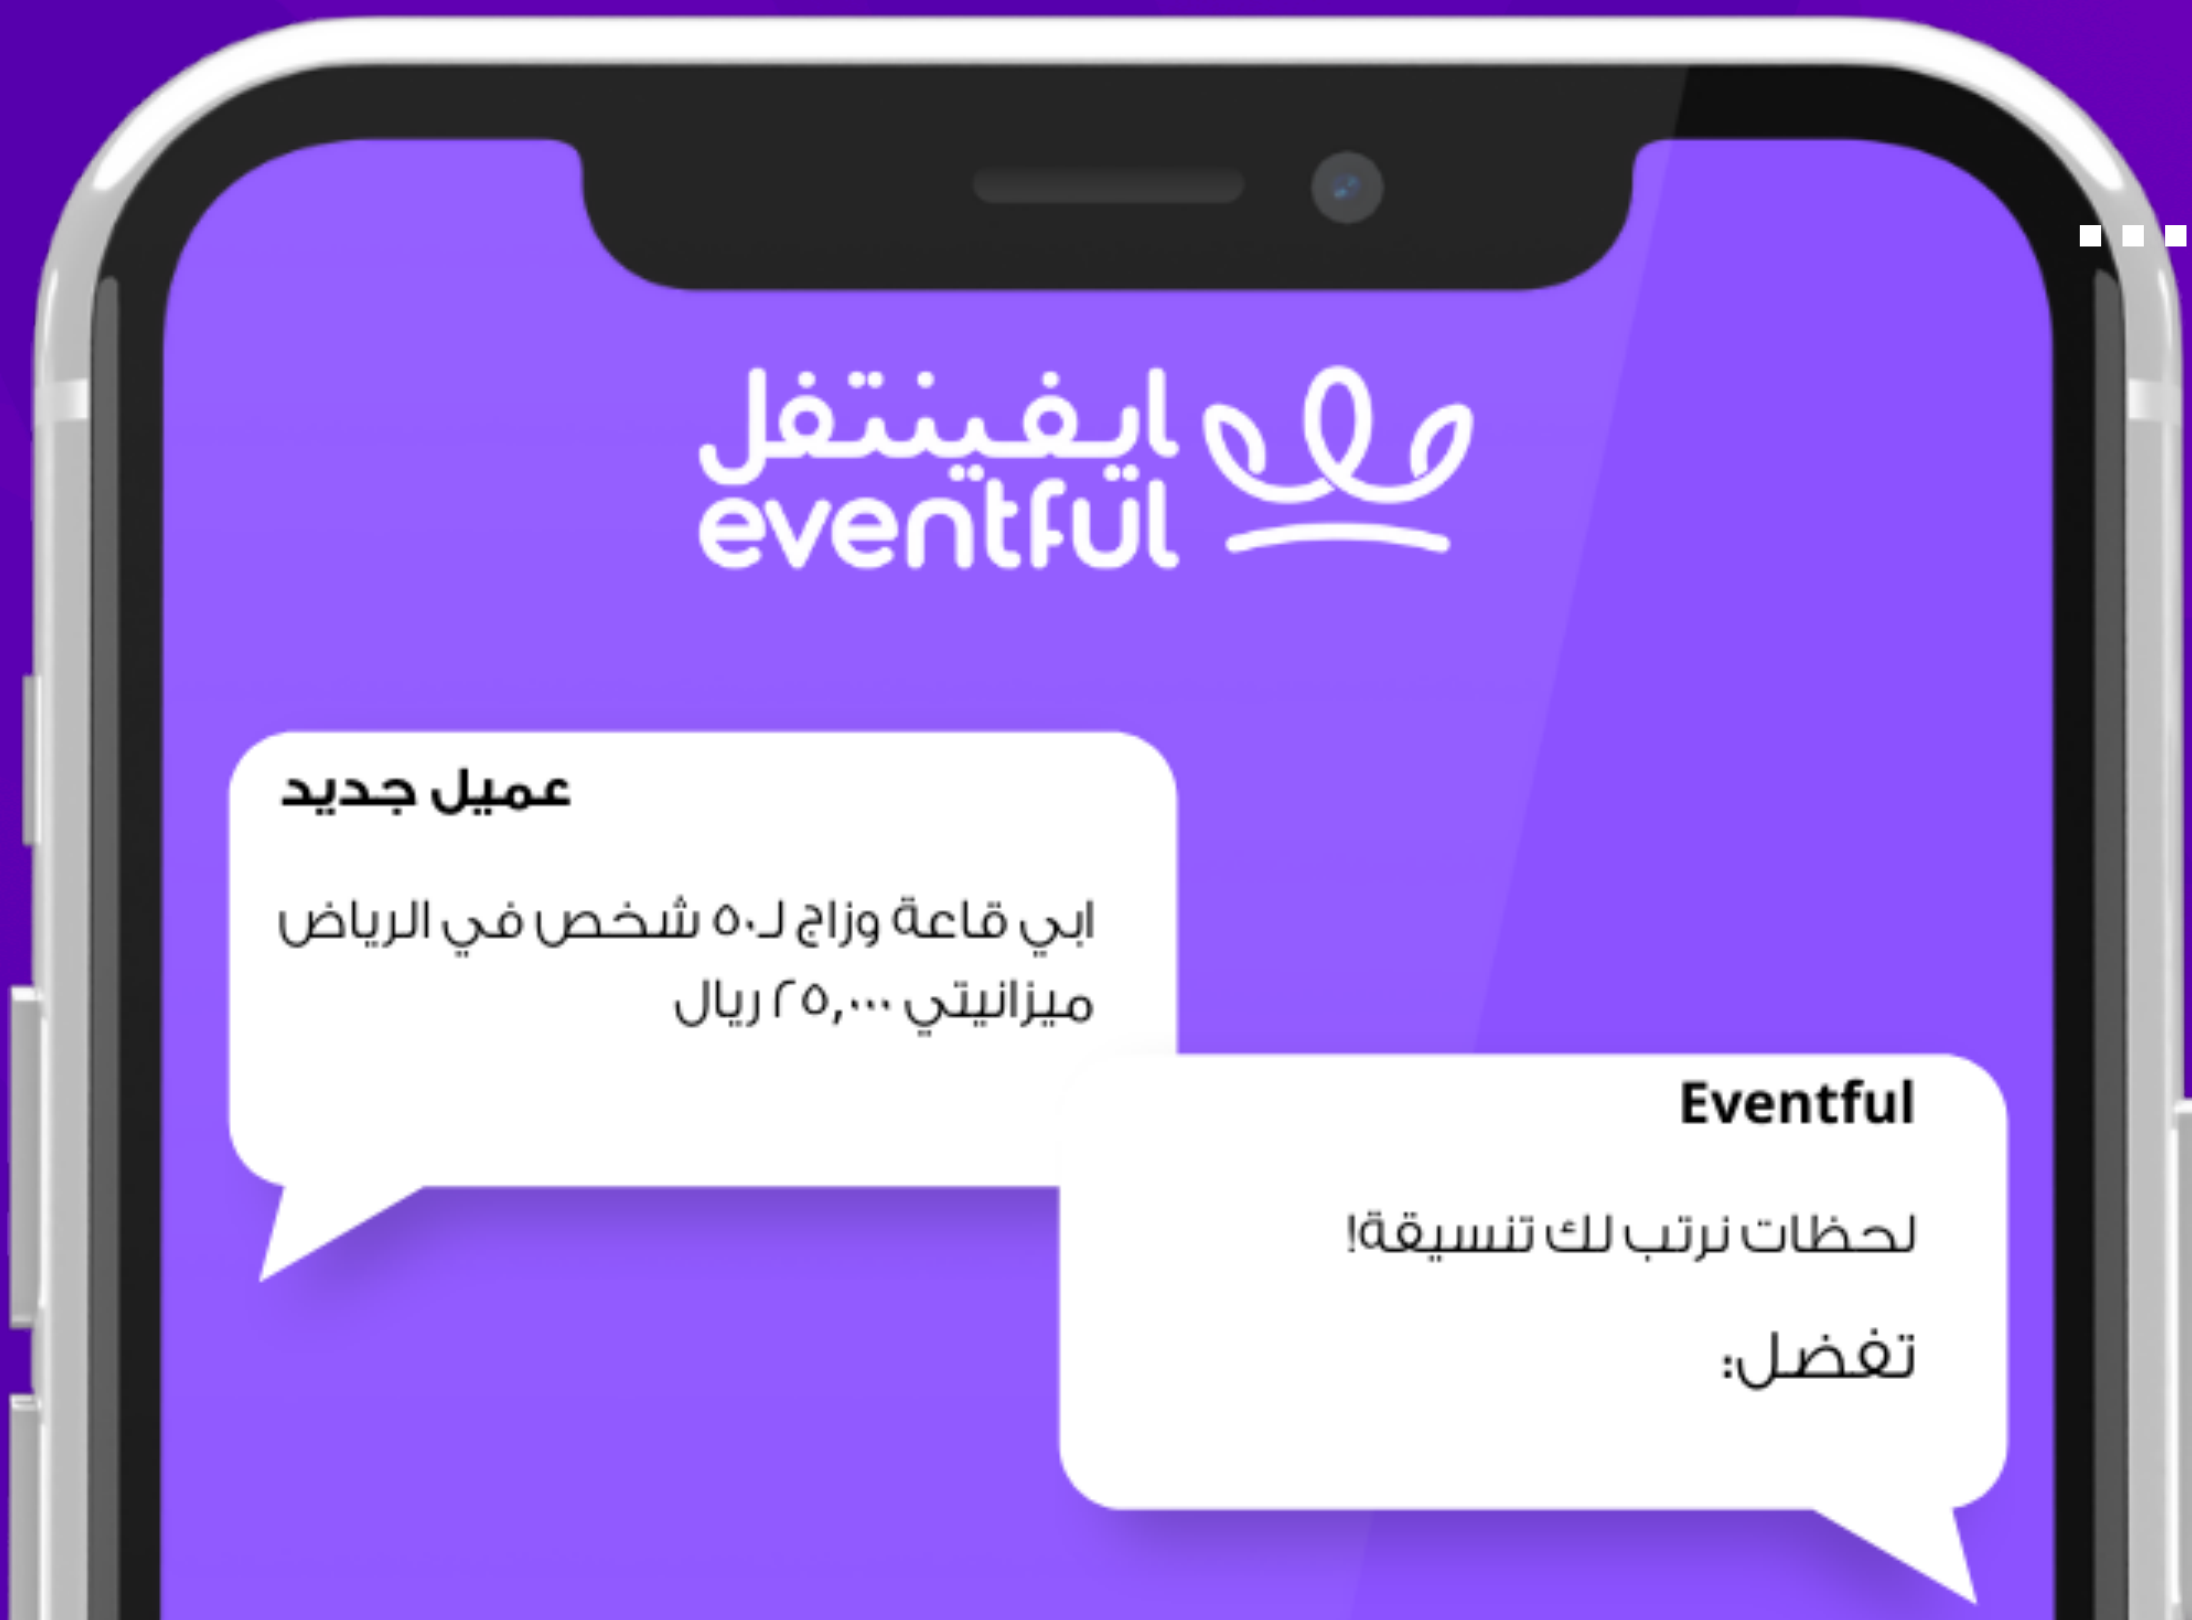 ايفينتفل
eventful
عميل جديد
ابي قاعة وزاج لـ٥٠ شخص في الرياض
ميزانيتي ٢٥,٠٠٠ ريال
Eventful
لحظات نرتب لك تنسيقة!
تفضل: